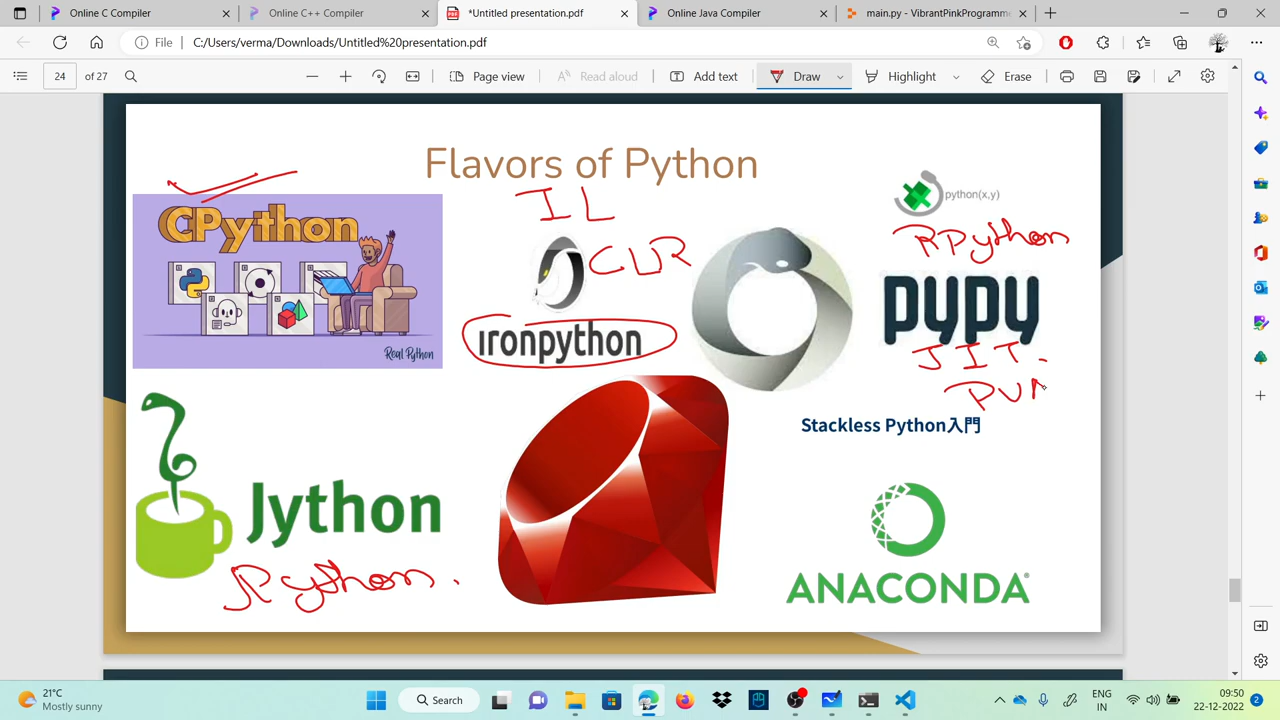 Online C Compiler
Online C++ Compiler
*Untitled presentation.pdf
Online Java Compiler
main.py - VibrantPinkProgramme
File
C:/Users/verma/Downloads/Untitled%20presentation.pdf
24 of 27
Page view
Read aloud
Add text
Draw
Highlight
Erase
Flavors of Python
CPython
Real Python
IL
CLR
ironpython
python(x,y)
RPython
pypy
JIT.
PVM
Stackless Python入門
Jython
JPython.
ANACONDA®
21°C
Mostly sunny
Search
ENG
IN
09:50
22-12-2022
2